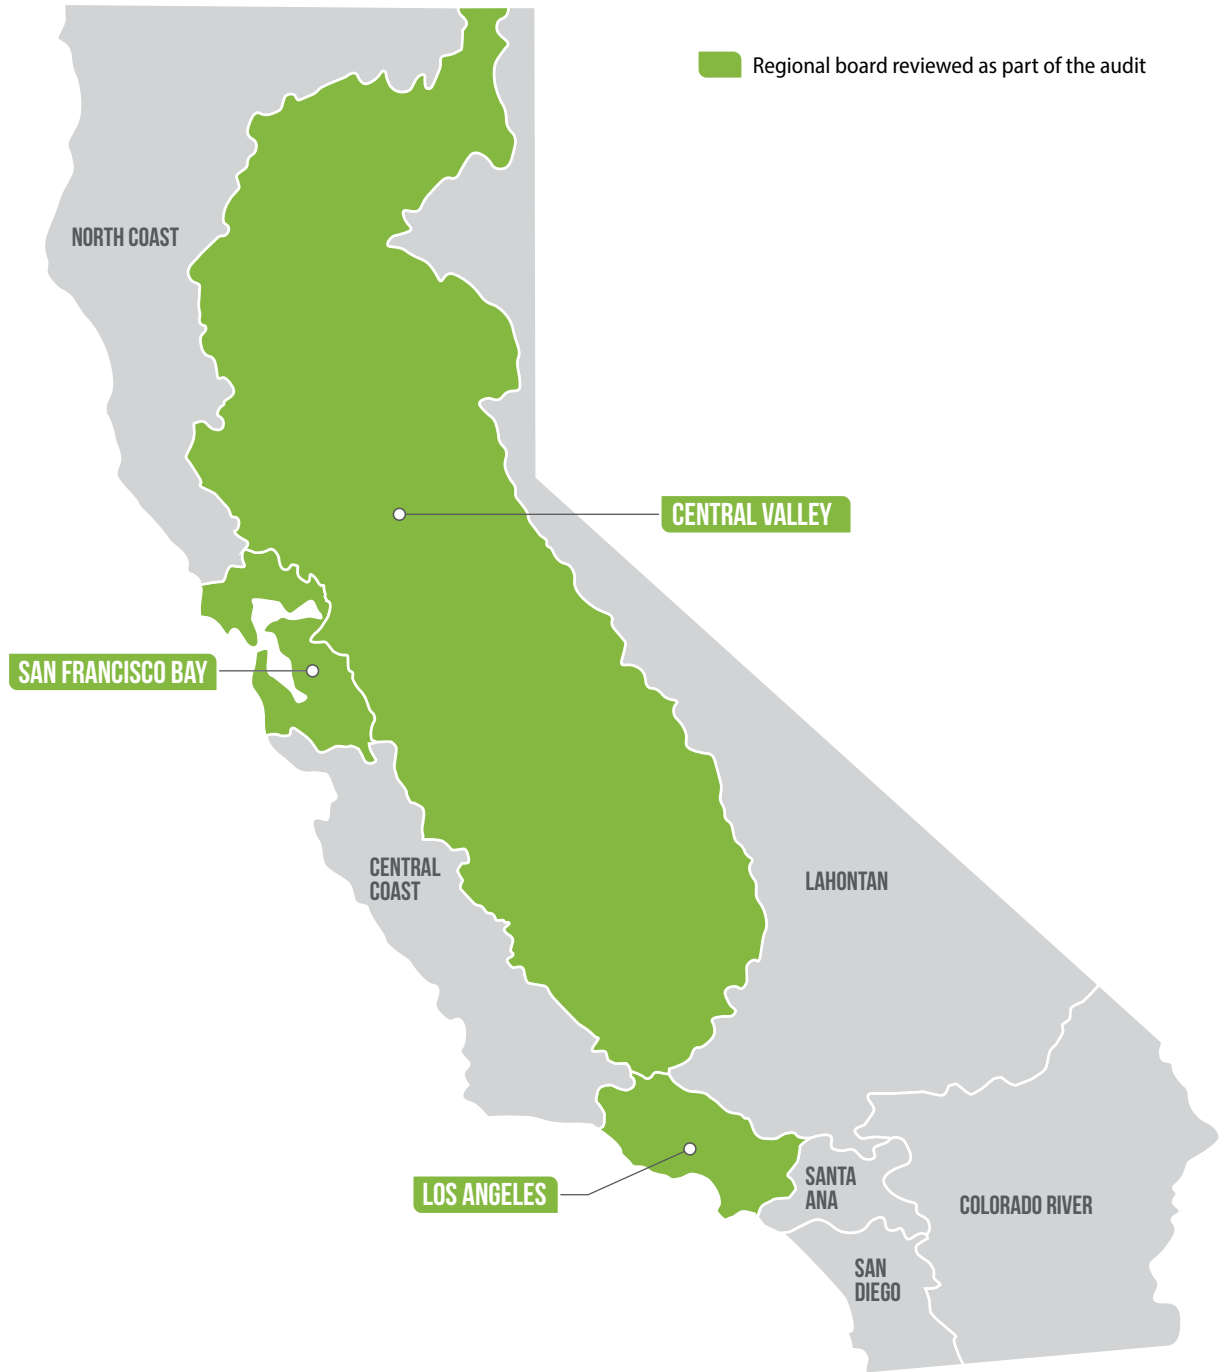 Regional board reviewed as part of the audit
NORTH COAST
CENTRAL VALLEY
SAN FRANCISCO BAY
CENTRAL
COAST
LAHONTAN
LOS ANGELES
SANTA
ANA
COLORADO RIVER
SAN
DIEGO